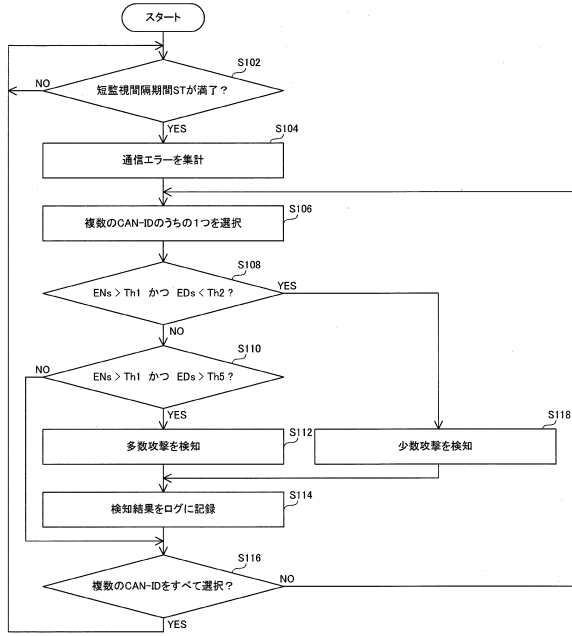 スタート
S102
短監視間隔期間STが満了？
NO
YES
S104
通信エラーを集計
S106
複数のCAN-IDのうちの1つを選択
S108
ENs > Th1 かつ EDs < Th2？
YES
NO
S110
ENs > Th1 かつ EDs > Th5？
NO
YES
S112
多数攻撃を検知
S118
少数攻撃を検知
S114
検知結果をログに記録
S116
複数のCAN-IDをすべて選択？
NO
YES